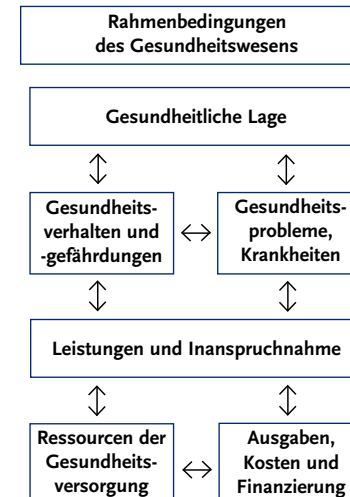 Rahmenbedingungen
des Gesundheitswesens
Gesundheitliche Lage
Gesundheits-
verhalten und
-gefährdungen
Gesundheits-
probleme,
Krankheiten
Leistungen und Inanspruchnahme
Ressourcen der
Gesundheits-
versorgung
Ausgaben,
Kosten und
Finanzierung